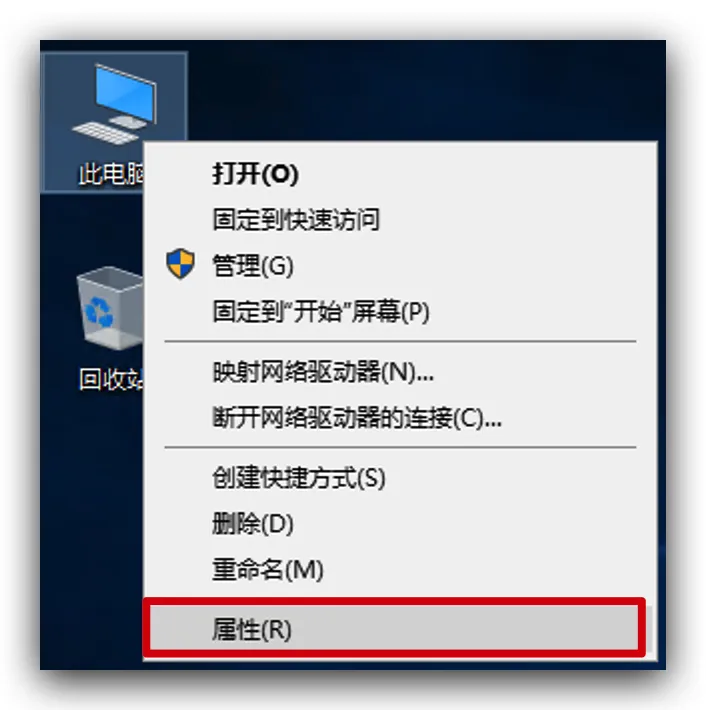 此电脑
打开(O)
固定到快速访问
管理(G)
固定到“开始”屏幕(P)
映射网络驱动器(N)...
断开网络驱动器的连接(C)...
创建快捷方式(S)
删除(D)
重命名(M)
属性(R)
回收站